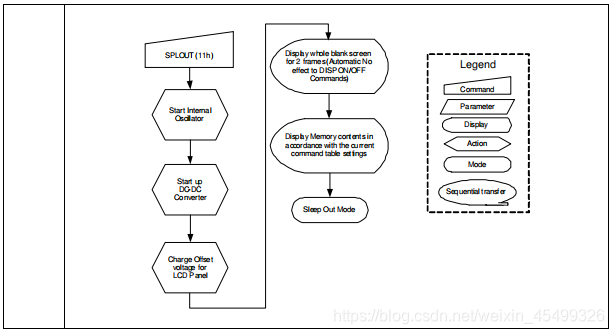 SPLOUT (11h)
Start Internal
Oscillator
Start up
DC-DC
Converter
Charge Offset
voltage for
LCD Panel
Display whole blank screen
for 2 frames(Automatic No
effect to DISP ON/OFF
Commands)
Display Memory contents in
accordance with the current
command table settings
Sleep Out Mode
Legend
Command
Parameter
Display
Action
Mode
Sequential transfer
https://blog.csdn.net/weixin_45499326